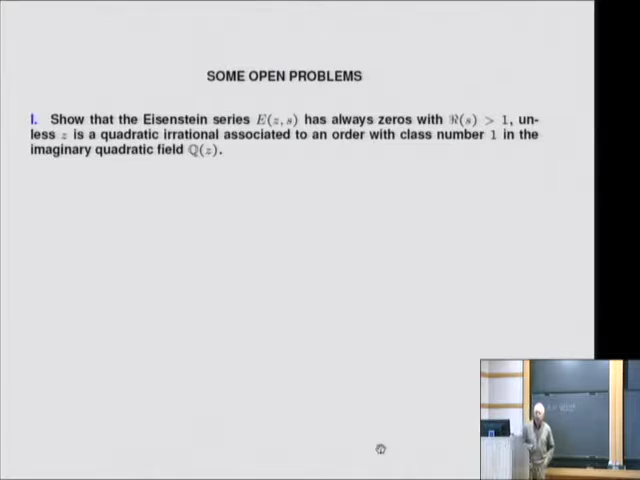 SOME OPEN PROBLEMS
I. Show that the Eisenstein series E(z, s) has always zeros with ℜ(s) > 1, un-
less z is a quadratic irrational associated to an order with class number 1 in the
imaginary quadratic field ℚ(z).